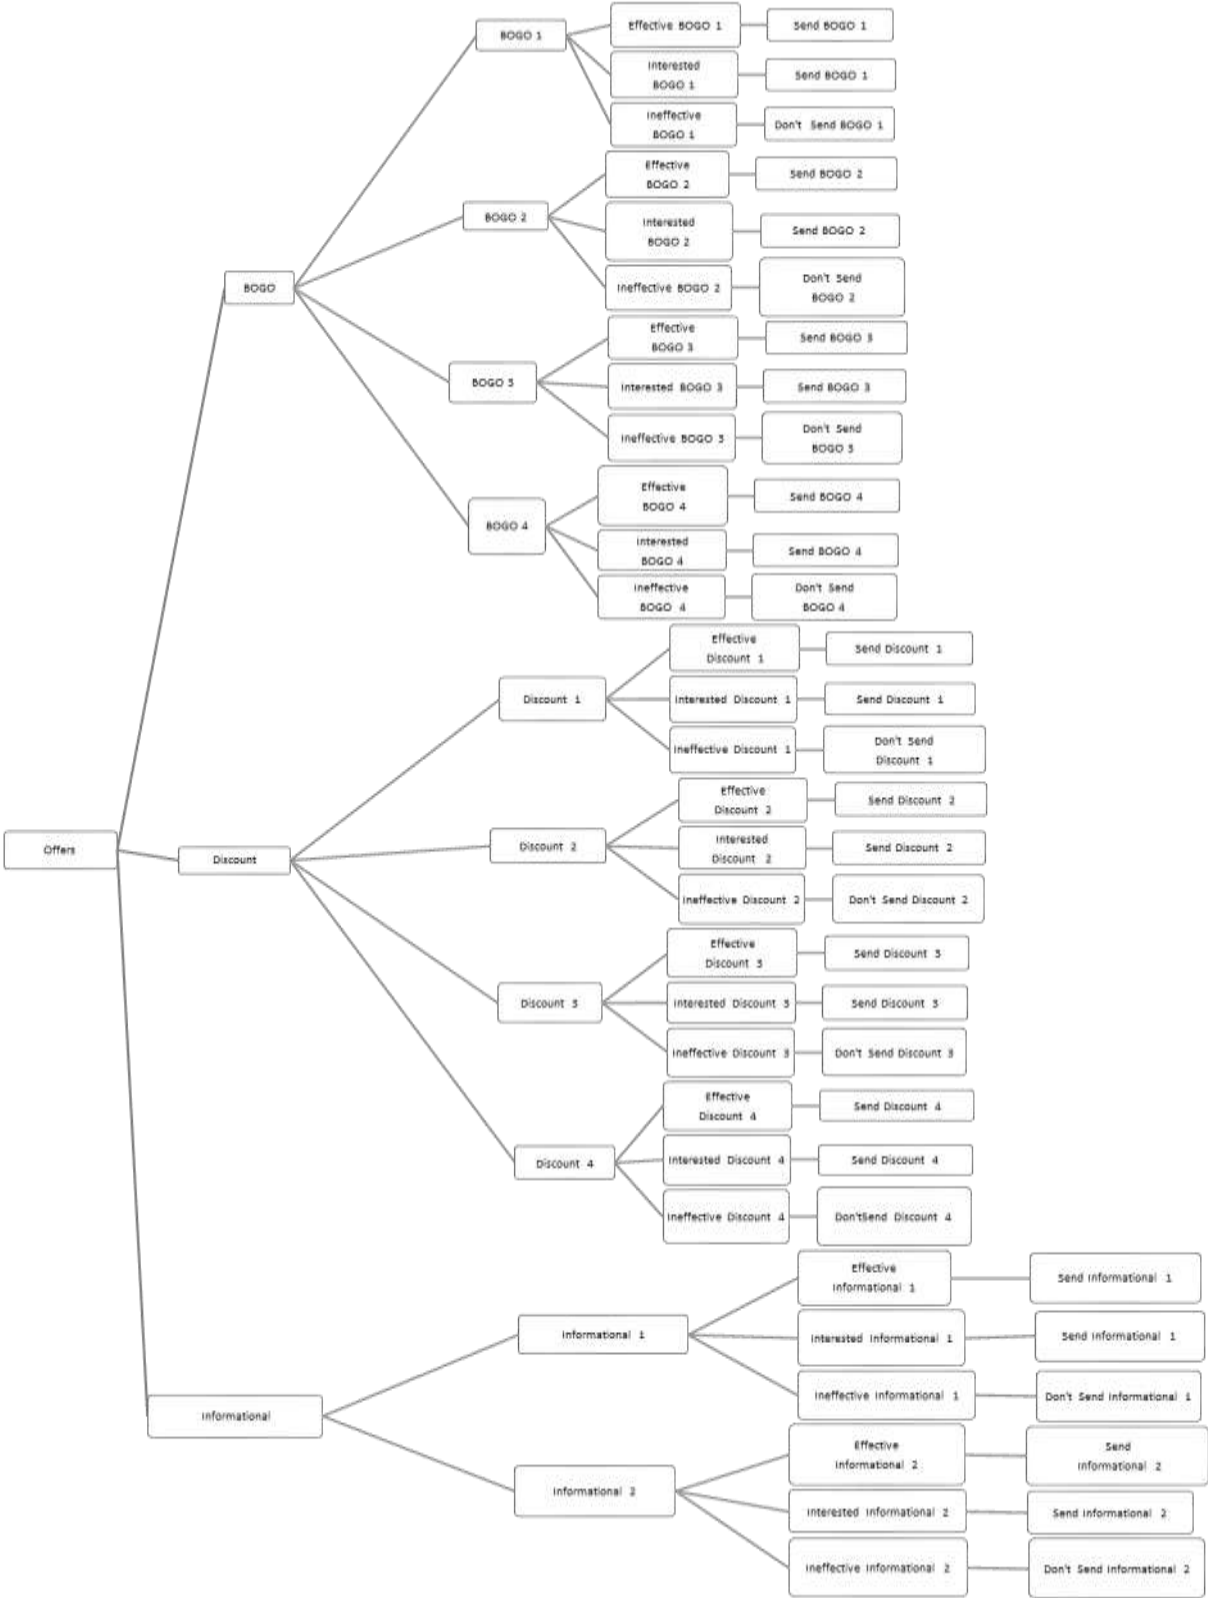 BOGO 1
Effective BOGO 1
Send BOGO 1
Interested
BOGO 1
Send BOGO 1
Ineffective
BOGO 1
Don't Send BOGO 1
BOGO 2
Effective
BOGO 2
Send BOGO 2
Interested
BOGO 2
Send BOGO 2
Ineffective BOGO 2
Don't Send
BOGO 2
BOGO
BOGO 3
Effective
BOGO 3
Send BOGO 3
Interested BOGO 3
Send BOGO 3
Ineffective BOGO 3
Don't Send
BOGO 3
BOGO 4
Effective
BOGO 4
Send BOGO 4
Interested
BOGO 4
Send BOGO 4
Ineffective
BOGO 4
Don't Send
BOGO 4
Offers
Discount
Discount 1
Effective
Discount 1
Send Discount 1
Interested Discount 1
Send Discount 1
Ineffective Discount 1
Don't Send
Discount 1
Discount 2
Effective
Discount 2
Send Discount 2
Interested
Discount 2
Send Discount 2
Ineffective Discount 2
Don't Send Discount 2
Discount 3
Effective
Discount 3
Send Discount 3
Interested Discount 3
Send Discount 3
Ineffective Discount 3
Don't Send Discount 3
Discount 4
Effective
Discount 4
Send Discount 4
Interested Discount 4
Send Discount 4
Ineffective Discount 4
Don'tSend Discount 4
Informational
Informational 1
Effective
Informational 1
Send Informational 1
Interested Informational 1
Send Informational 1
Ineffective Informational 1
Don't Send Informational 1
Informational 2
Effective
Informational 2
Send
Informational 2
Interested Informational 2
Send Informational 2
Ineffective Informational 2
Don't Send Informational 2